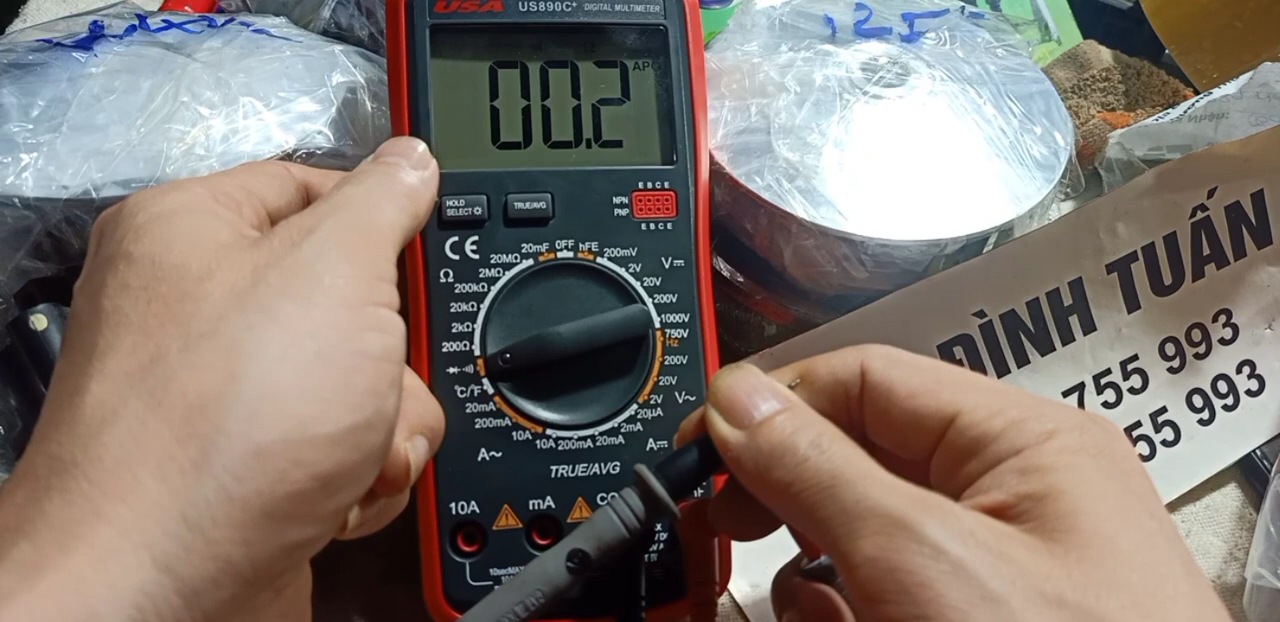 USA US890C+ DIGITAL MULTIMETER
125
00.2
HOLD
SELECT
TRUE/AVG
E B C E
NPN
PNP
E B C E
CE
20mF OFF hFE
20MΩ 200mV
Ω 2MΩ 2V V⎓
200kΩ 20V
20kΩ 200V
2kΩ 1000V
200Ω 750V
Hz
200V
°C/F 20V
20mA 2V V~
200mA 20μA
10A 10A 200mA 20mA 2mA
A~ A⎓
TRUE/AVG
10A mA
ĐÌNH TUẤN
755 993
55 993